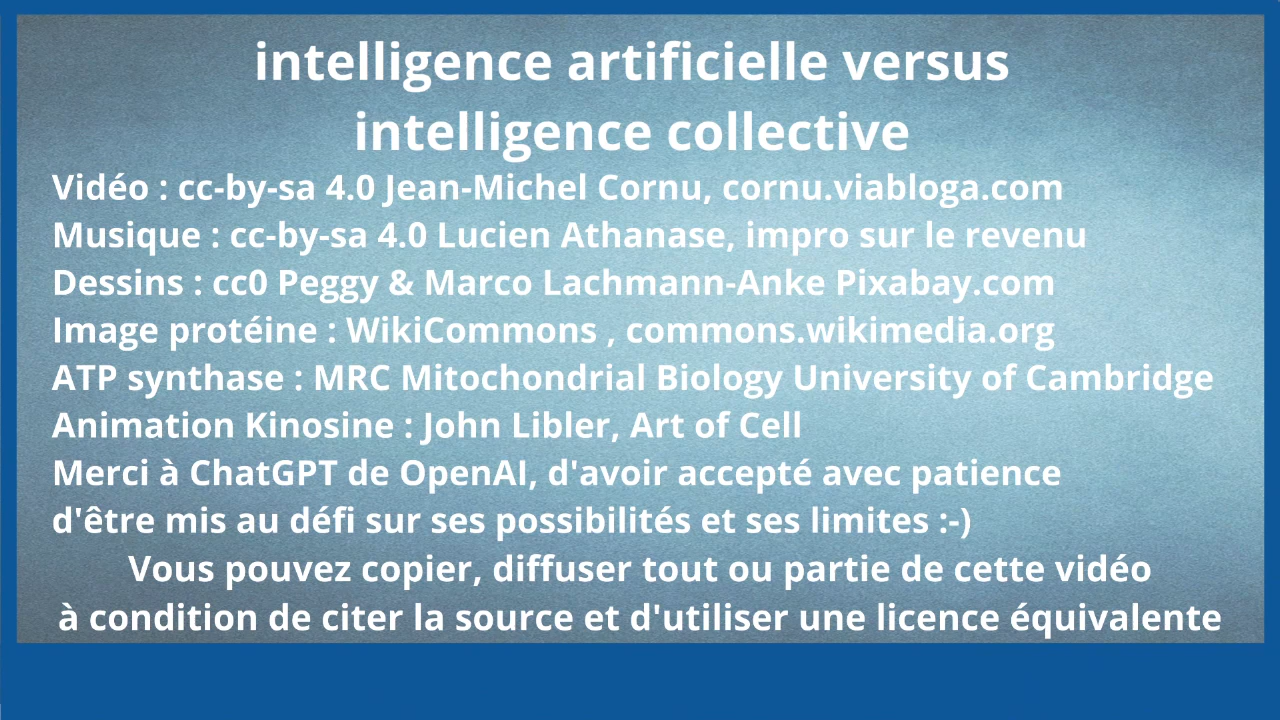 intelligence artificielle versus
intelligence collective
Vidéo : cc-by-sa 4.0 Jean-Michel Cornu, cornu.viabloga.com
Musique : cc-by-sa 4.0 Lucien Athanase, impro sur le revenu
Dessins : cc0 Peggy & Marco Lachmann-Anke Pixabay.com
Image protéine : WikiCommons , commons.wikimedia.org
ATP synthase : MRC Mitochondrial Biology University of Cambridge
Animation Kinosine : John Libler, Art of Cell
Merci à ChatGPT de OpenAI, d'avoir accepté avec patience
d'être mis au défi sur ses possibilités et ses limites :-)
Vous pouvez copier, diffuser tout ou partie de cette vidéo
à condition de citer la source et d'utiliser une licence équivalente